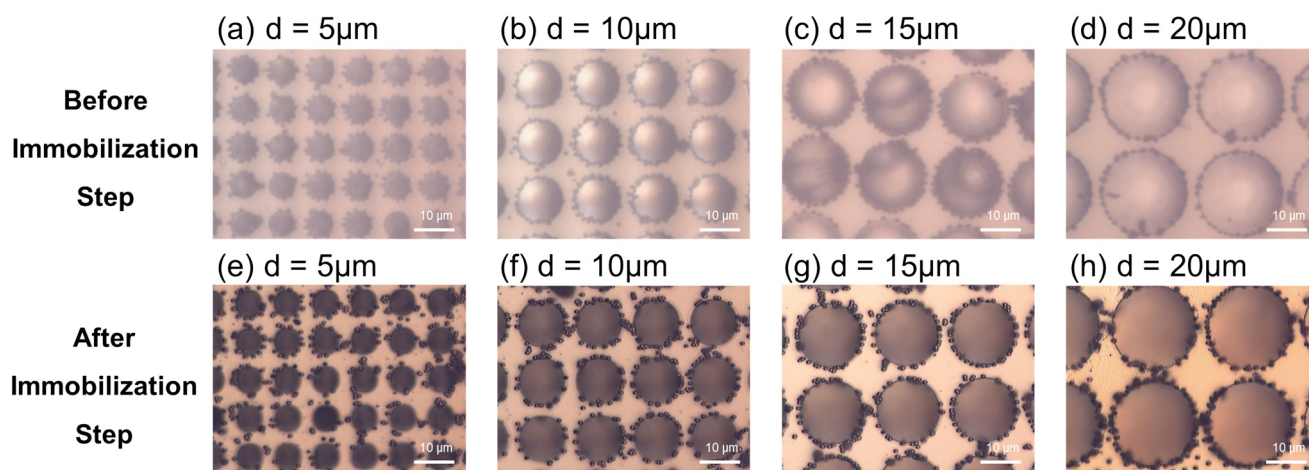 (a) d = 5µm
(b) d = 10µm
(c) d = 15µm
(d) d = 20µm
Before
Immobilization
Step
10 µm
10 µm
10 µm
10 µm
(e) d = 5µm
(f) d = 10µm
(g) d = 15µm
(h) d = 20µm
After
Immobilization
Step
10 µm
10 µm
10 µm
10 µm